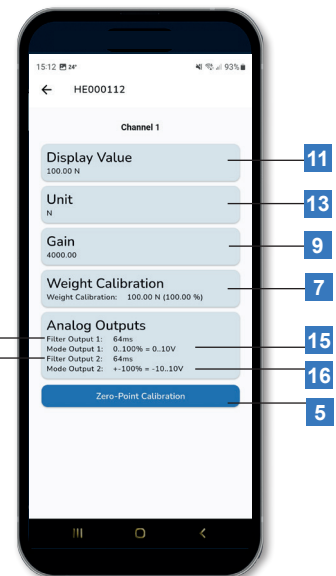 15:12 24° 93%
HE000112
Channel 1
Display Value
100.00 N
11
Unit
N
13
Gain
4000.00
9
Weight Calibration
Weight Calibration: 100.00 N (100.00 %)
7
Analog Outputs
Filter Output 1: 64ms
Mode Output 1: 0..100% = 0..10V
15
Filter Output 2: 64ms
Mode Output 2: +-100% = -10..10V
16
Zero-Point Calibration
5